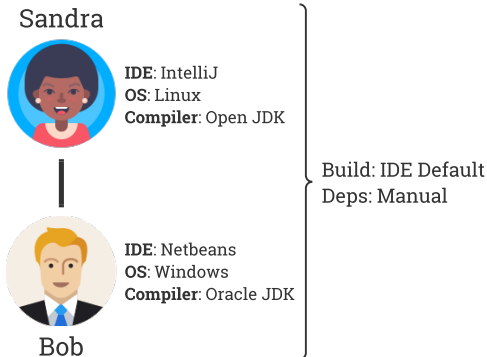 Sandra
IDE: IntelliJ
OS: Linux
Compiler: Open JDK
Build: IDE Default
Deps: Manual
IDE: Netbeans
OS: Windows
Compiler: Oracle JDK
Bob